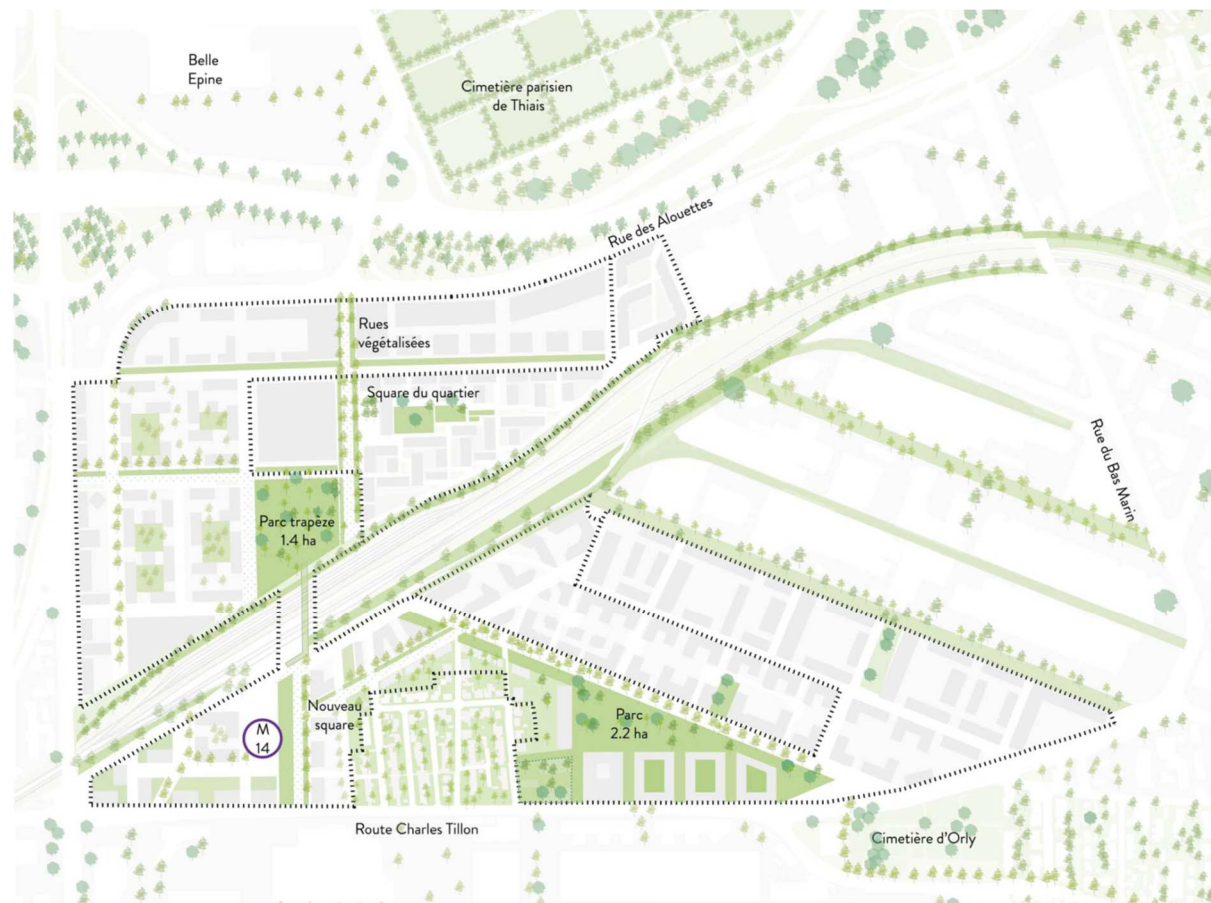 Belle
Epine
Cimetière parisien
de Thiais
Rue des Alouettes
Rues
végétalisées
Square du quartier
Rue du Bas Marin
Parc trapèze
1.4 ha
Nouveau
square
M
14
Parc
2.2 ha
Route Charles Tillon
Cimetière d'Orly